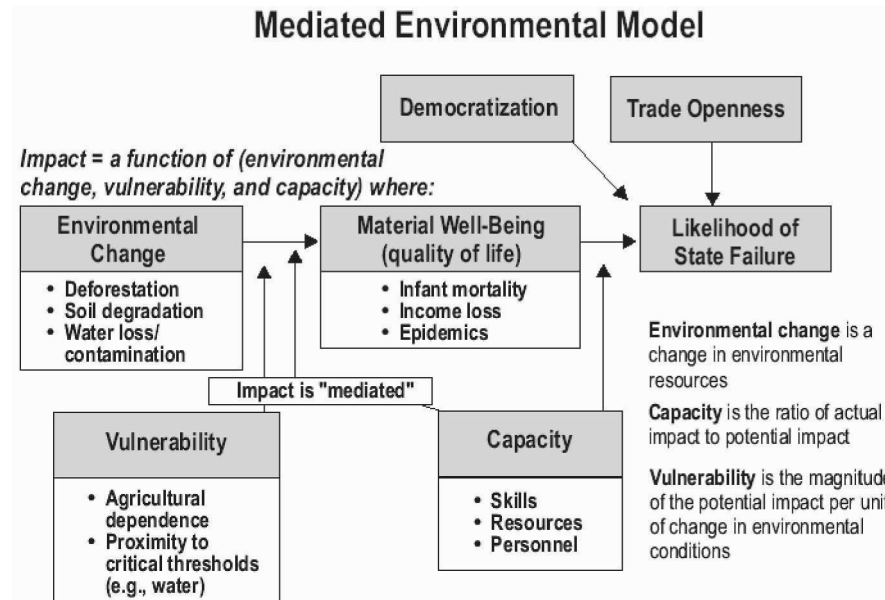 Mediated Environmental Model
Democratization
Trade Openness
Impact = a function of (environmental
change, vulnerability, and capacity) where:
Environmental
Change
• Deforestation
• Soil degradation
• Water loss/
contamination
Material Well-Being
(quality of life)
• Infant mortality
• Income loss
• Epidemics
Likelihood of
State Failure
Impact is "mediated"
Vulnerability
• Agricultural
dependence
• Proximity to
critical thresholds
(e.g., water)
Capacity
• Skills
• Resources
• Personnel
Environmental change is a
change in environmental
resources
Capacity is the ratio of actual
impact to potential impact
Vulnerability is the magnitude
of the potential impact per unit
of change in environmental
conditions